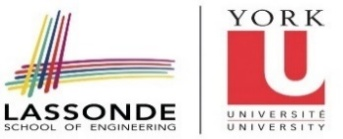 LASSONDE
SCHOOL OF ENGINEERING
YORK
U
UNIVERSITÉ
UNIVERSITY